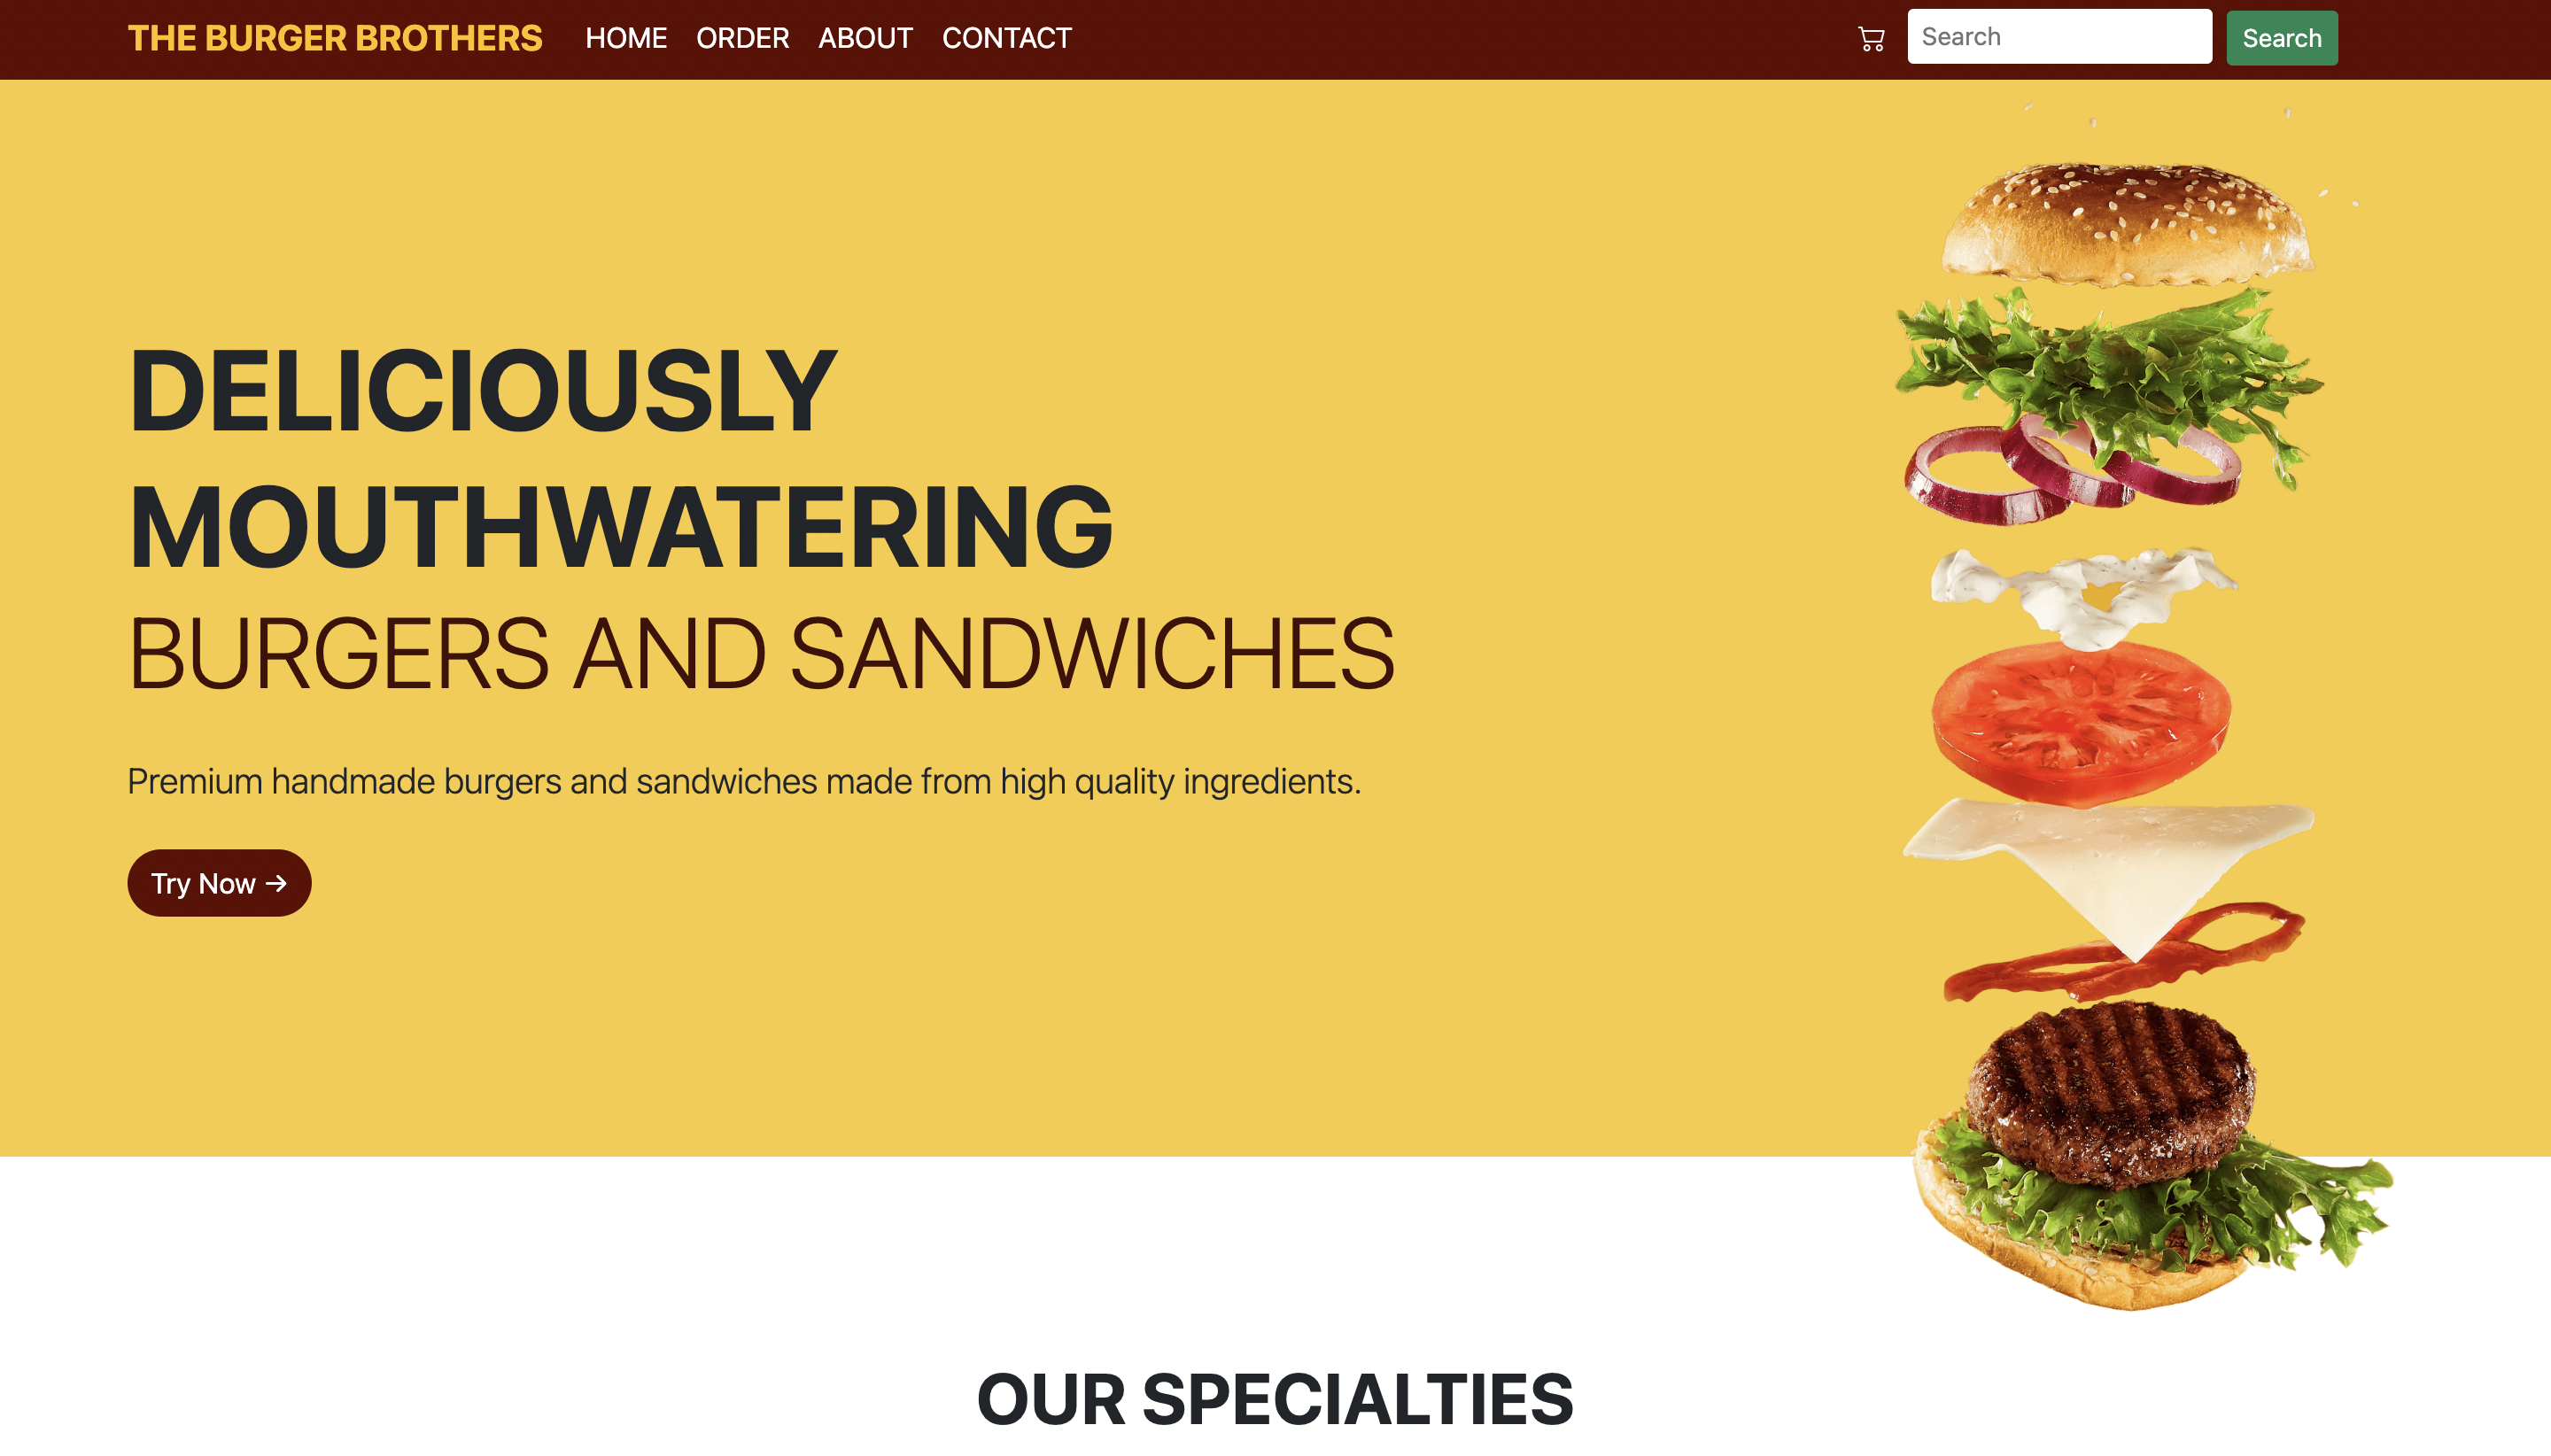 THE BURGER BROTHERS HOME ORDER ABOUT CONTACT Search Search
DELICIOUSLY
MOUTHWATERING
BURGERS AND SANDWICHES
Premium handmade burgers and sandwiches made from high quality ingredients.
Try Now →
OUR SPECIALTIES